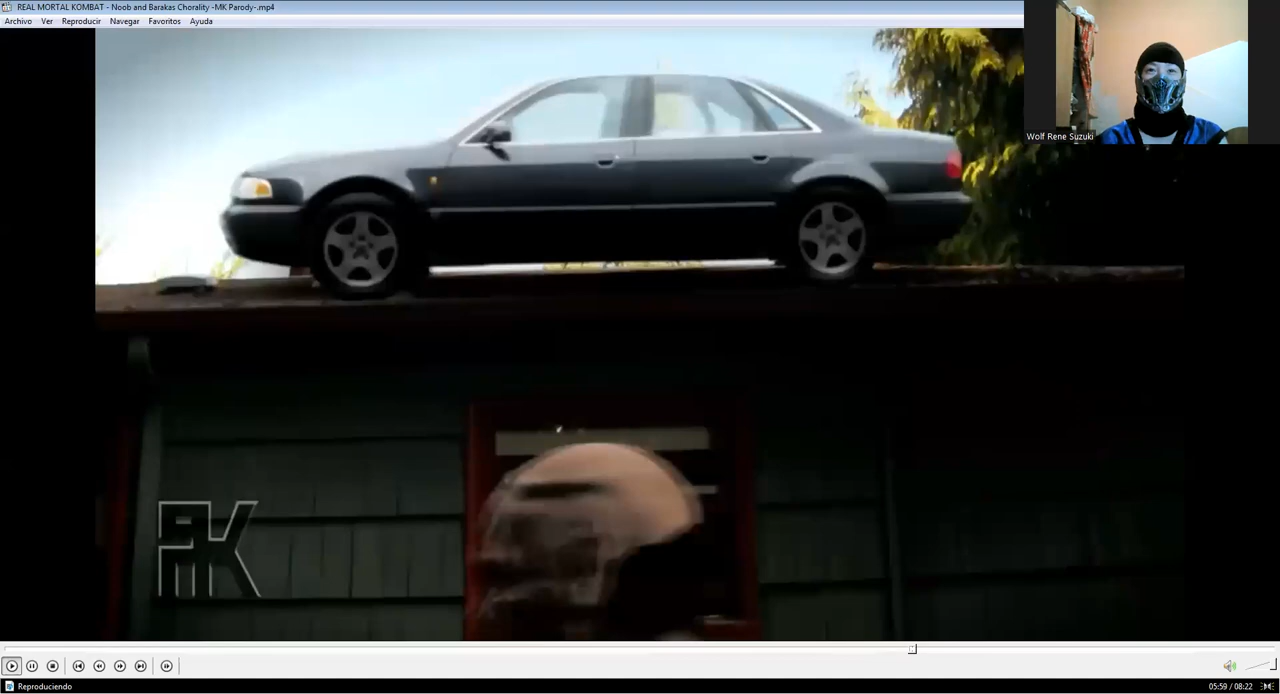 REAL MORTAL KOMBAT - Noob and Barakas Chorality -MK Parody-.mp4
Archivo Ver Reproducir Navegar Favoritos Ayuda
Wolf Rene Suzuki
Reproduciendo
05:59 / 08:22